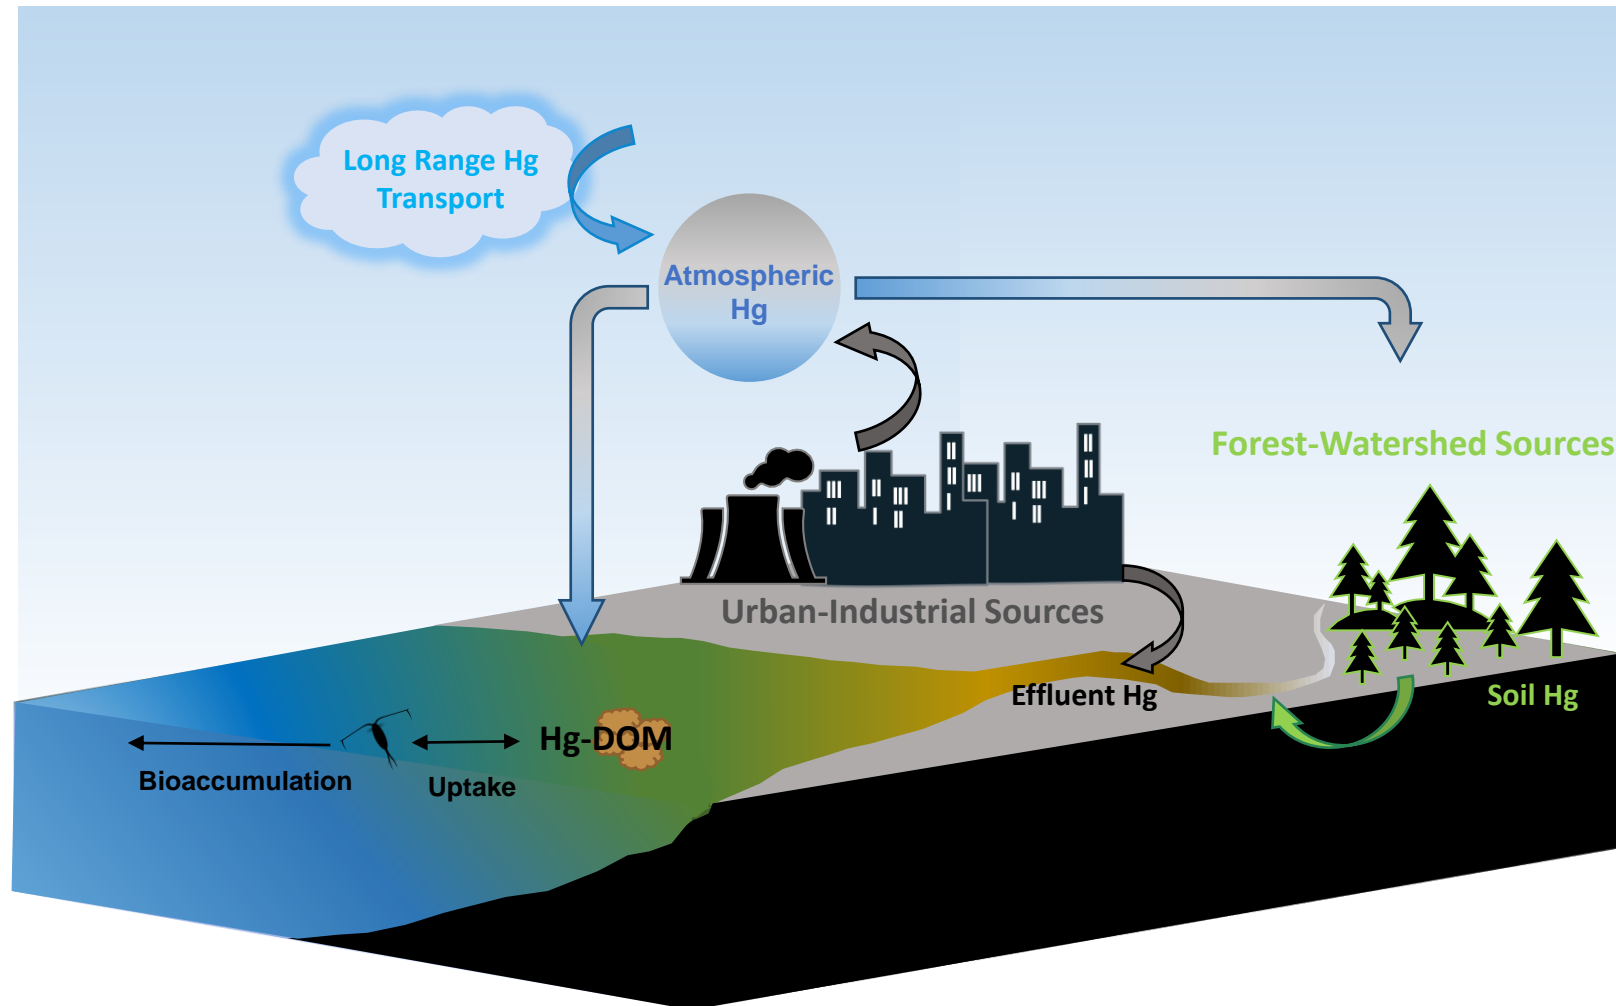 Long Range Hg
Transport
Atmospheric
Hg
Forest-Watershed Sources
Urban-Industrial Sources
Effluent Hg
Soil Hg
Hg-DOM
Bioaccumulation
Uptake